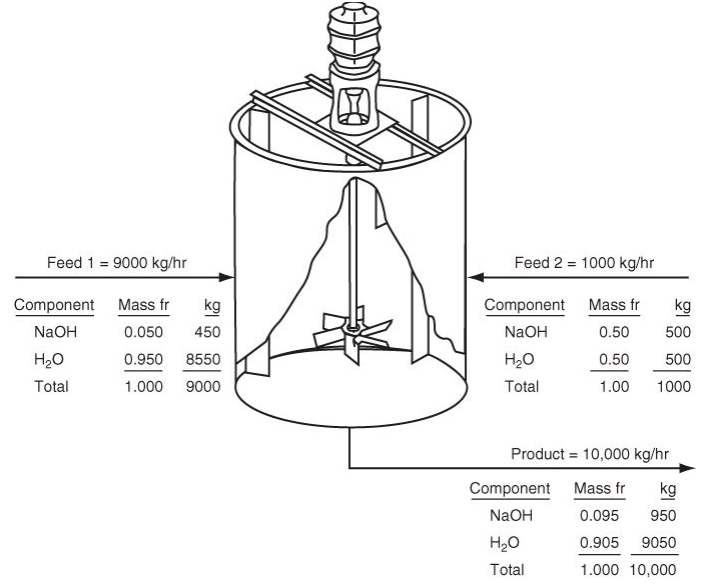 Feed 1 = 9000 kg/hr
Component Mass fr kg
NaOH 0.050 450
H₂O 0.950 8550
Total 1.000 9000
Feed 2 = 1000 kg/hr
Component Mass fr kg
NaOH 0.50 500
H₂O 0.50 500
Total 1.00 1000
Product = 10,000 kg/hr
Component Mass fr kg
NaOH 0.095 950
H₂O 0.905 9050
Total 1.000 10,000